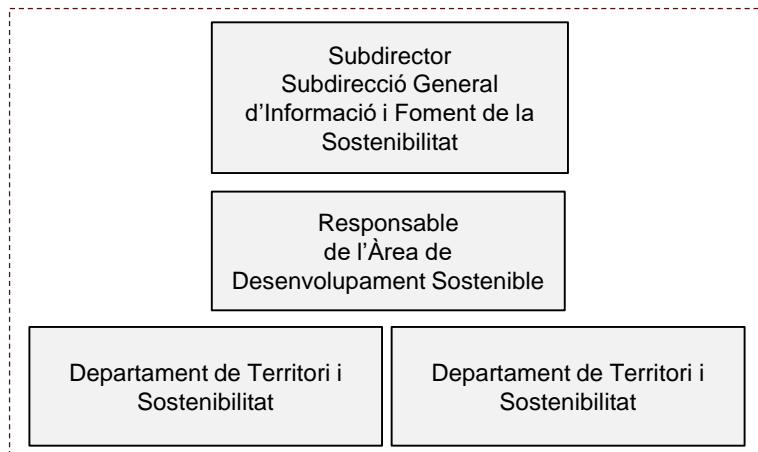 Subdirector
Subdirecció General
d’Informació i Foment de la
Sostenibilitat
Responsable
de l’Àrea de
Desenvolupament Sostenible
Departament de Territori i
Sostenibilitat
Departament de Territori i
Sostenibilitat